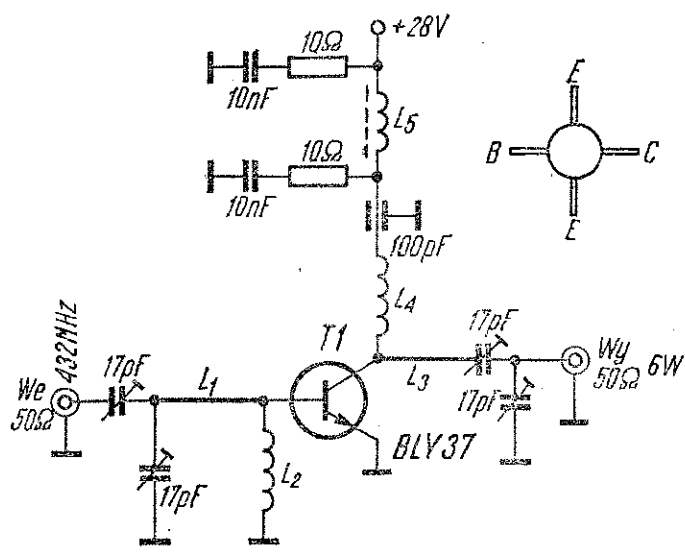 +28V
10Ω
10nF
L5
E
B
C
E
10Ω
10nF
100pF
L4
T1
17pF
Wy
50Ω
6W
L3
17pF
432MHz
We
50Ω
17pF
L1
BLY37
L2
17pF